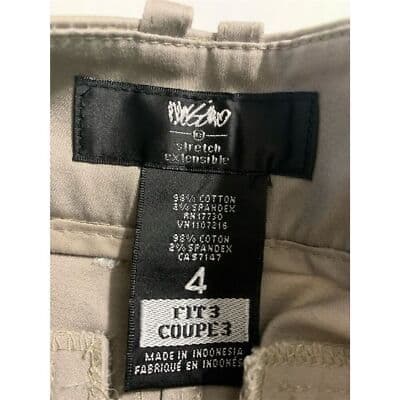 mossimo
stretch
extensible
98% COTTON
2% SPANDEX
RN17730
VN1107216
98% COTON
2% SPANDEX
CA57147
4
FIT 3
COUPE 3
MADE IN INDONESIA
FABRIQUÉ EN INDONÉSIE